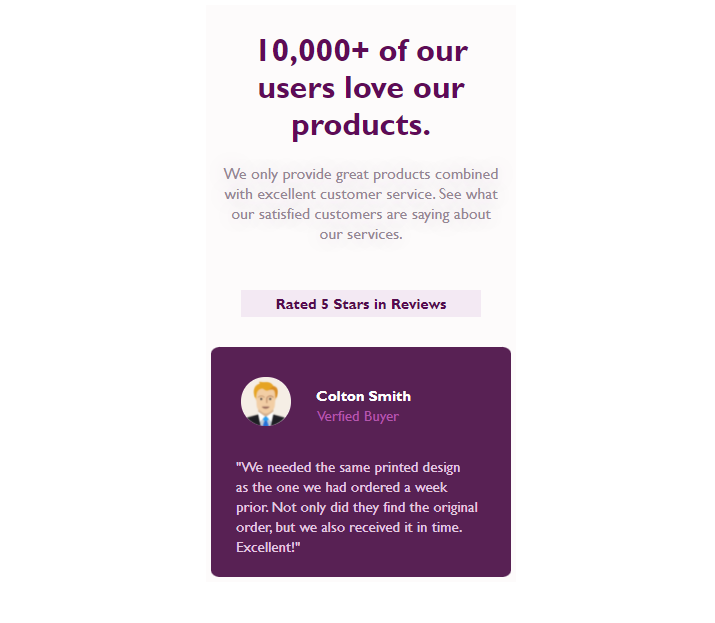 10,000+ of our
users love our
products.
We only provide great products combined
with excellent customer service. See what
our satisfied customers are saying about
our services.
Rated 5 Stars in Reviews
Colton Smith
Verfied Buyer
"We needed the same printed design
as the one we had ordered a week
prior. Not only did they find the original
order, but we also received it in time.
Excellent!"